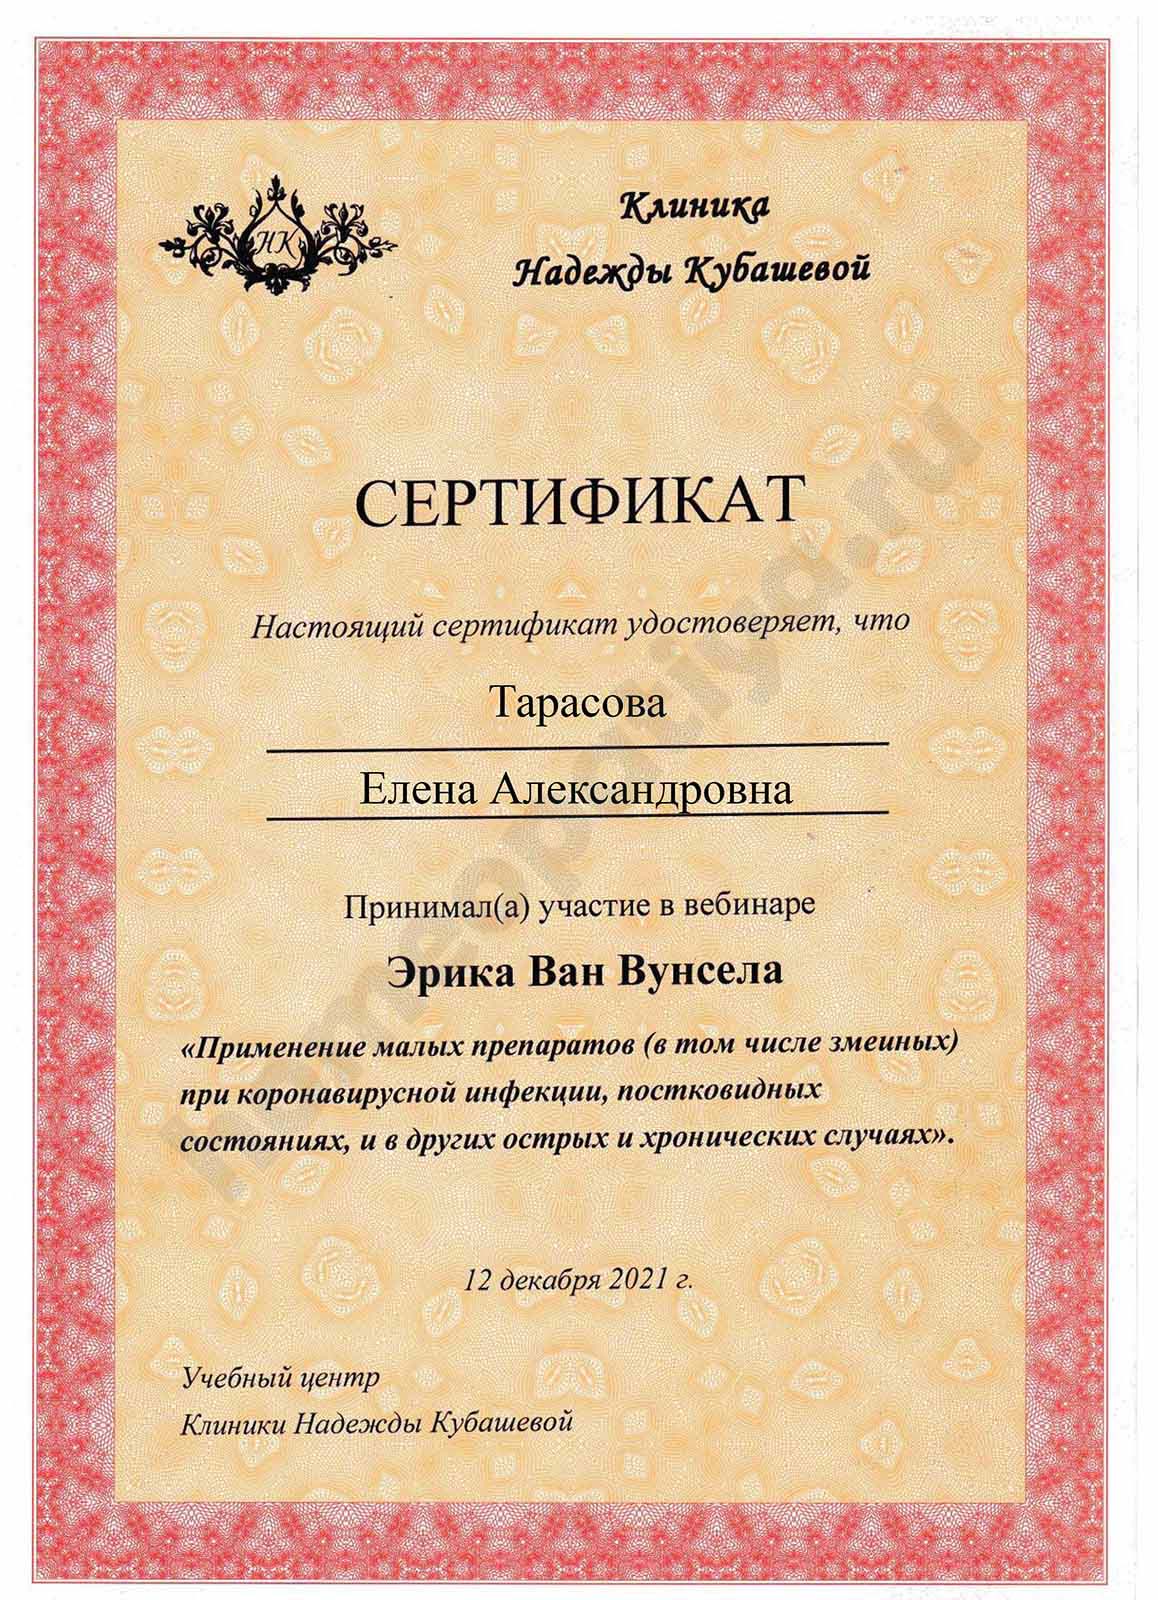 НК
Клиника
Надежды Кубашевой
СЕРТИФИКАТ
Настоящий сертификат удостоверяет, что
Тарасова
Елена Александровна
Принимал(а) участие в вебинаре
Эрика Ван Вунсела
«Применение малых препаратов (в том числе змеиных)
при коронавирусной инфекции, постковидных
состояниях, и в других острых и хронических случаях».
12 декабря 2021 г.
Учебный центр
Клиники Надежды Кубашевой